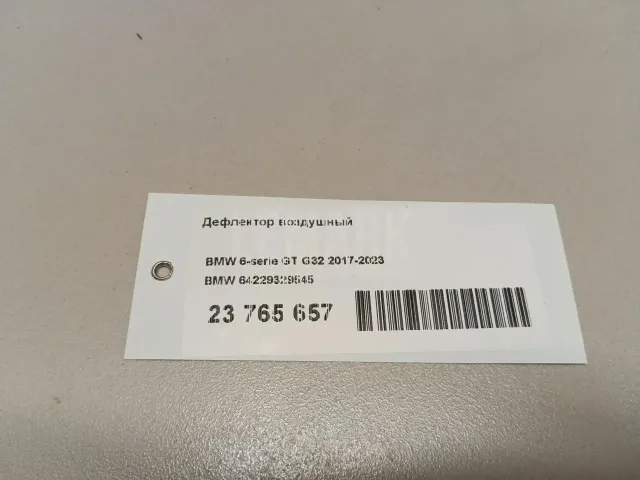 Дефлектор воздушный
BMW 6-serie GT G32 2017-2023
BMW 64229329545
23 765 657